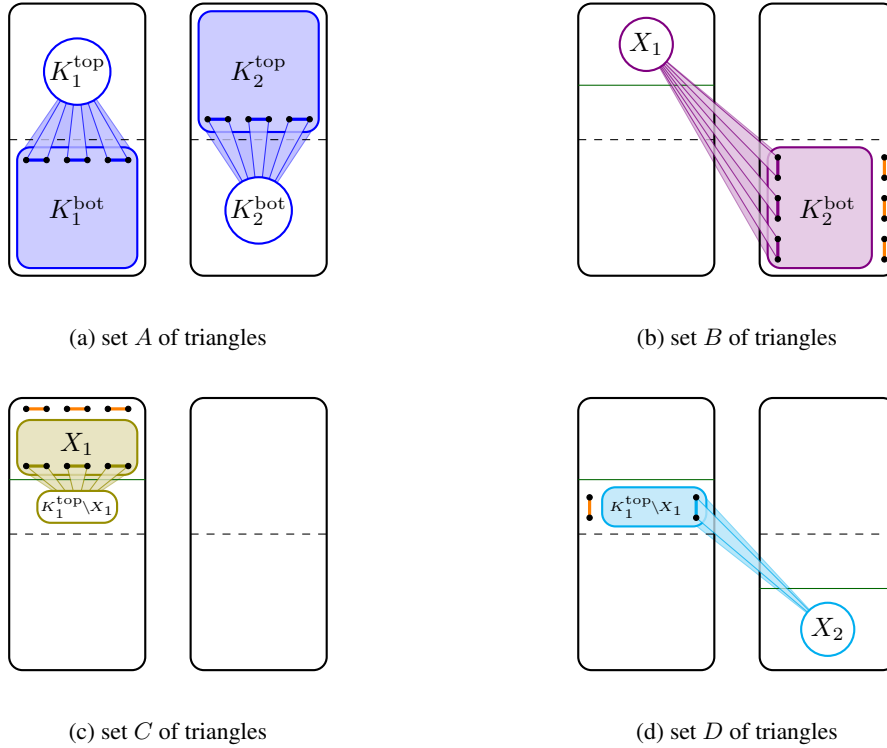 K_1^top
K_2^top
K_1^bot
K_2^bot
X_1
K_2^bot
(a) set A of triangles
(b) set B of triangles
X_1
K_1^top\X_1
K_1^top\X_1
X_2
(c) set C of triangles
(d) set D of triangles